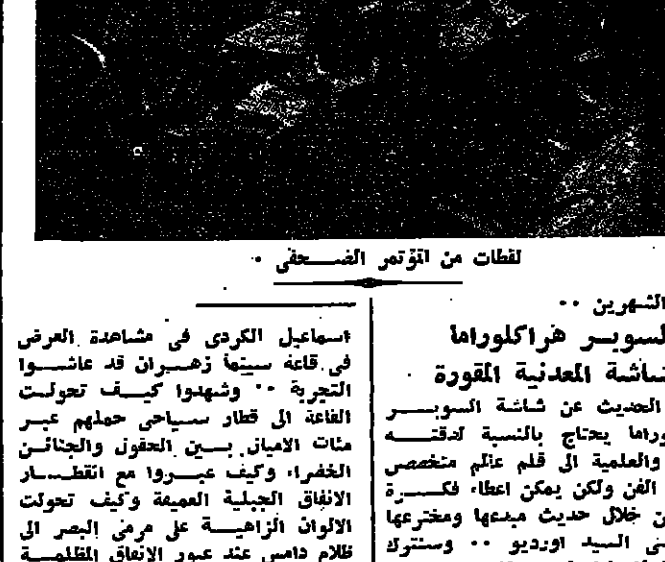 لقطات من المؤتمر الصحفى .
الشهرين ..
السوبر هراكلوراما
شاشة المعدنية المقورة
الحديث عن شاشة السوبر
وراما يحتاج بالنسبة لدقته
والعلمية الى قلم عالم متخصص
الفن ولكن يمكن اعطاء فكرة
من خلال حديث مبدعها ومخترعها
السيد اورديو .. وسنترك
اسماعيل الكردى فى مشاهدة العرض
فى قاعة سينما زهران قد عاشوا
التجربة .. وشهدوا كيف تحولت
القاعة الى قطار سياحى حملهم عبر
مئات الاميال بين الحقول والجنائن
الخضراء وكيف عبروا مع القطار
الانفاق الجبلية العميقة وكيف تحولت
الالوان الزاهية على مرمى البصر الى
ظلام دامس عند عبور الانفاق المظلمة